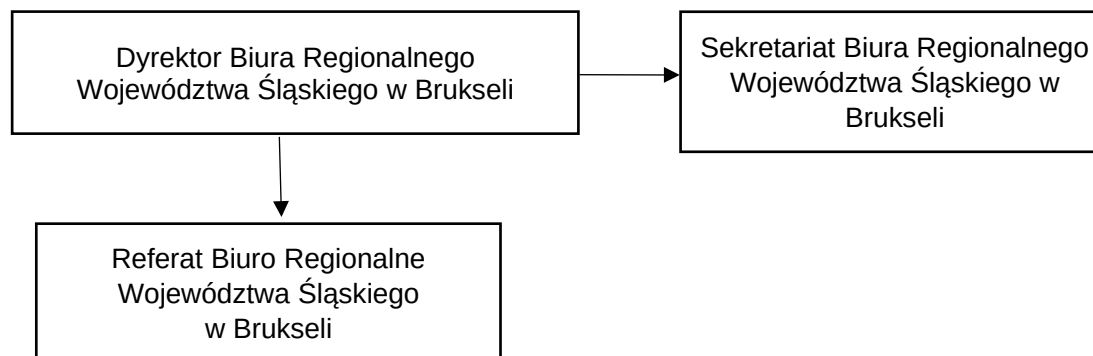 Dyrektor Biura Regionalnego
Województwa Śląskiego w Brukseli
Sekretariat Biura Regionalnego
Województwa Śląskiego w
Brukseli
Referat Biuro Regionalne
Województwa Śląskiego
w Brukseli